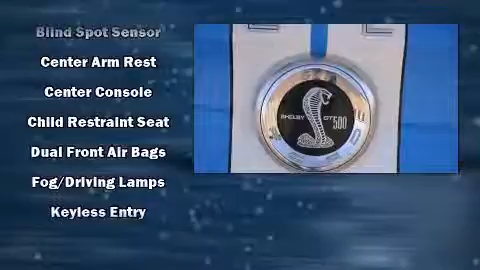 Blind Spot Sensor
Center Arm Rest
Center Console
Child Restraint Seat
Dual Front Air Bags
Fog/Driving Lamps
Keyless Entry
SHELBY GT500